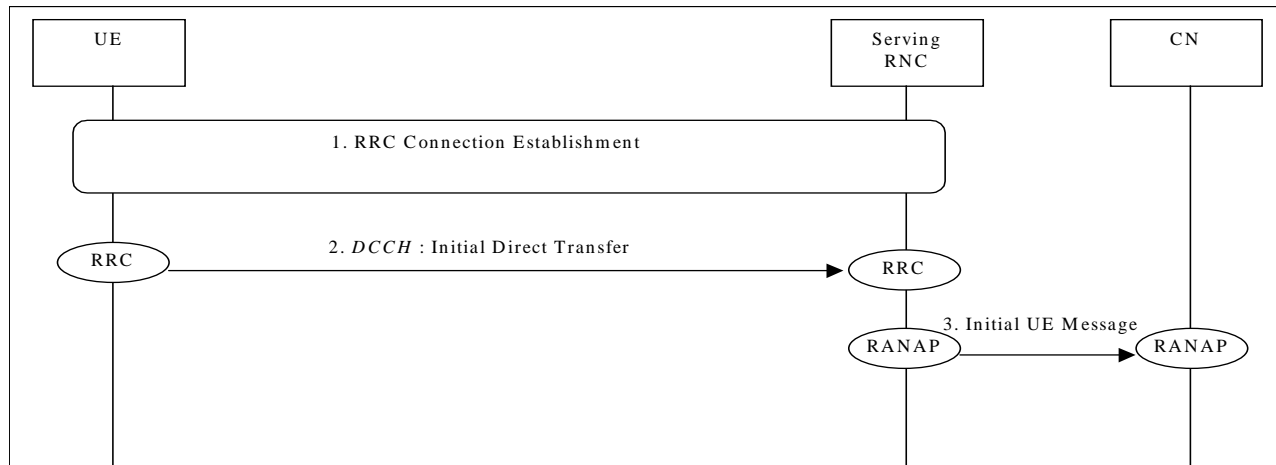 UE
Serving
RNC
CN
1. RRC Connection Establishment
2. DCCH : Initial Direct Transfer
RRC
RRC
3. Initial UE Message
RANAP
RANAP